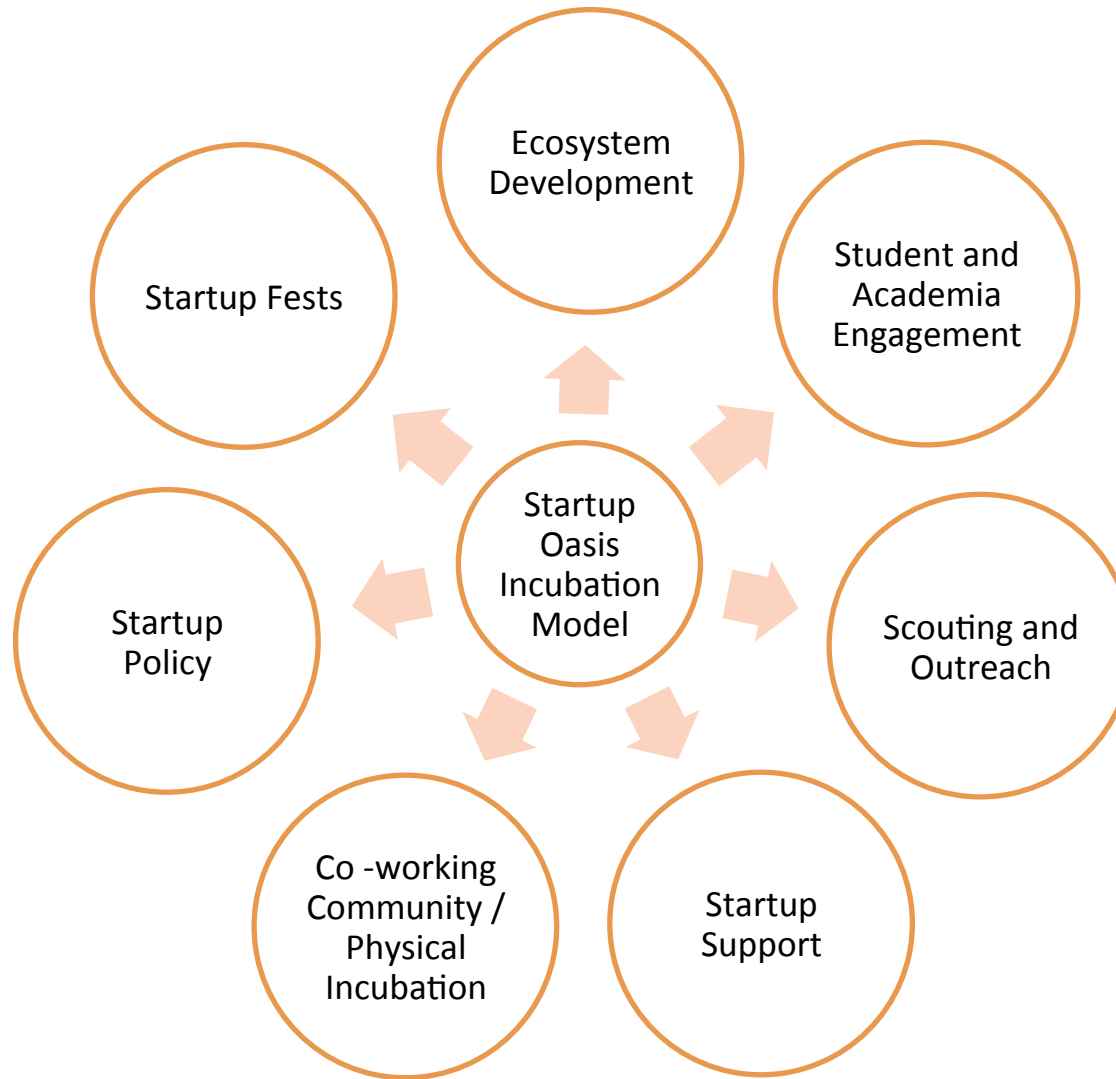 Ecosystem
Development
Student and
Academia
Engagement
Scouting and
Outreach
Startup
Support
Co -working
Community /
Physical
Incubation
Startup
Policy
Startup Fests
Startup
Oasis
Incubation
Model